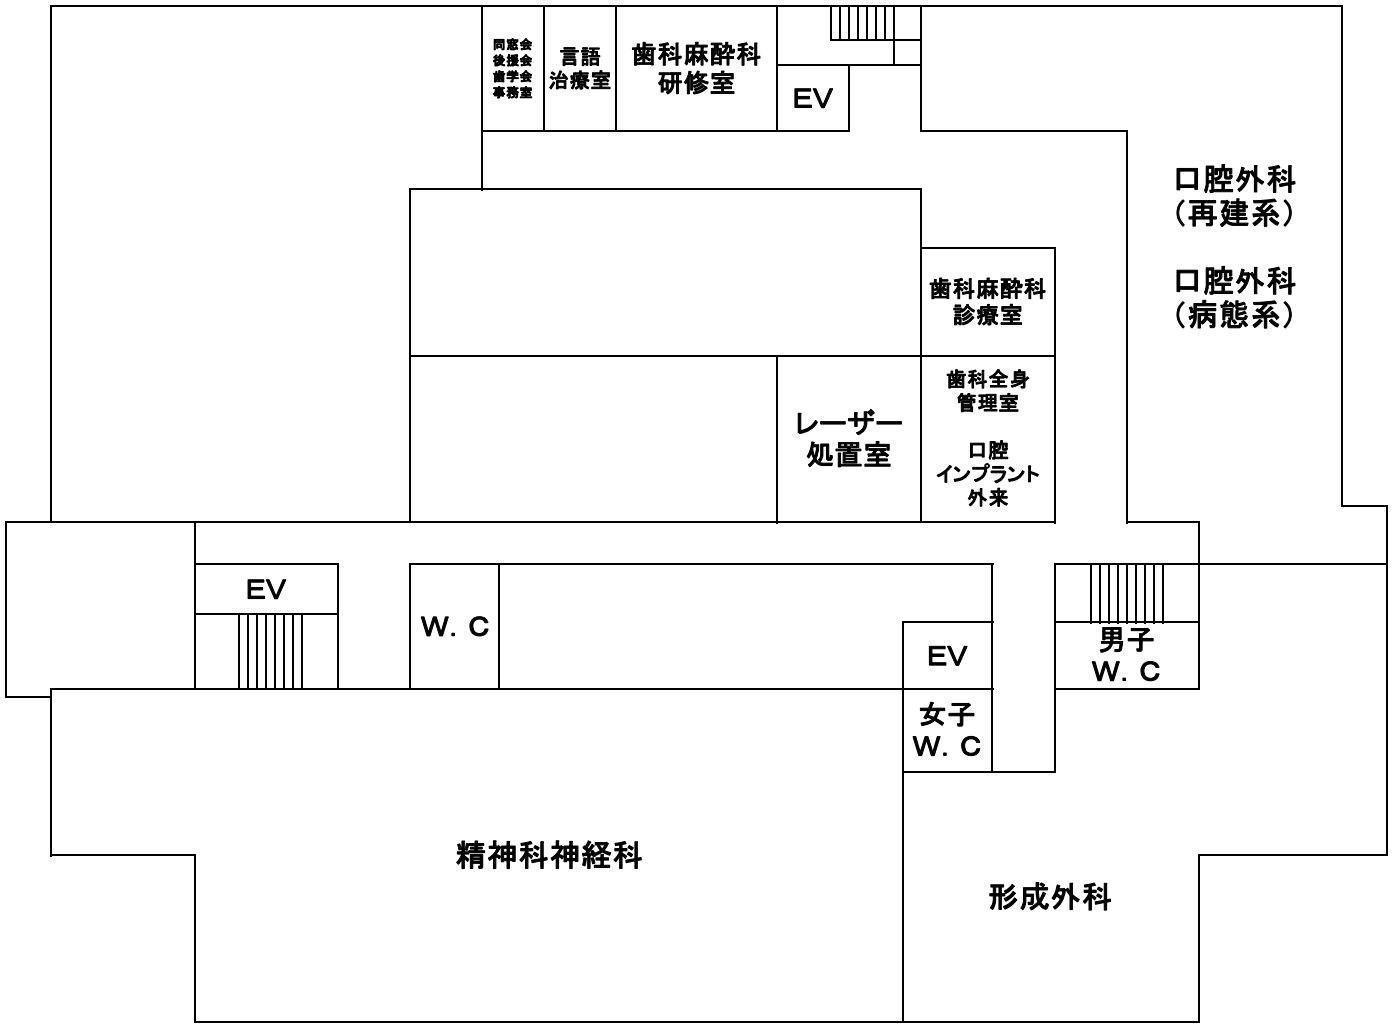 同窓会
後援会
歯学会
事務室
言語
治療室
歯科麻酔科
研修室
EV
口腔外科
(再建系)
口腔外科
(病態系)
歯科麻酔科
診療室
歯科全身
管理室
口腔
インプラント
外来
レーザー
処置室
EV
W.C
EV
男子
W.C
女子
W.C
精神科神経科
形成外科